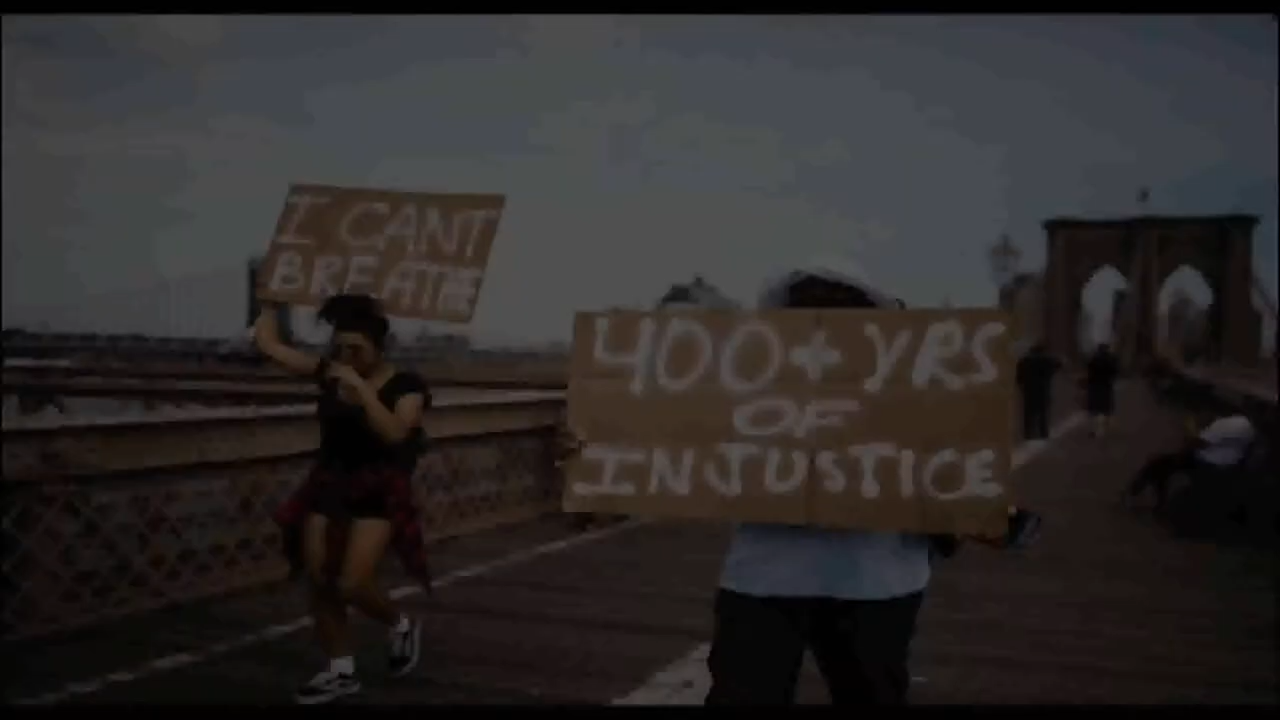 I CANT
BREATHE
400+ YRS
OF
INJUSTICE